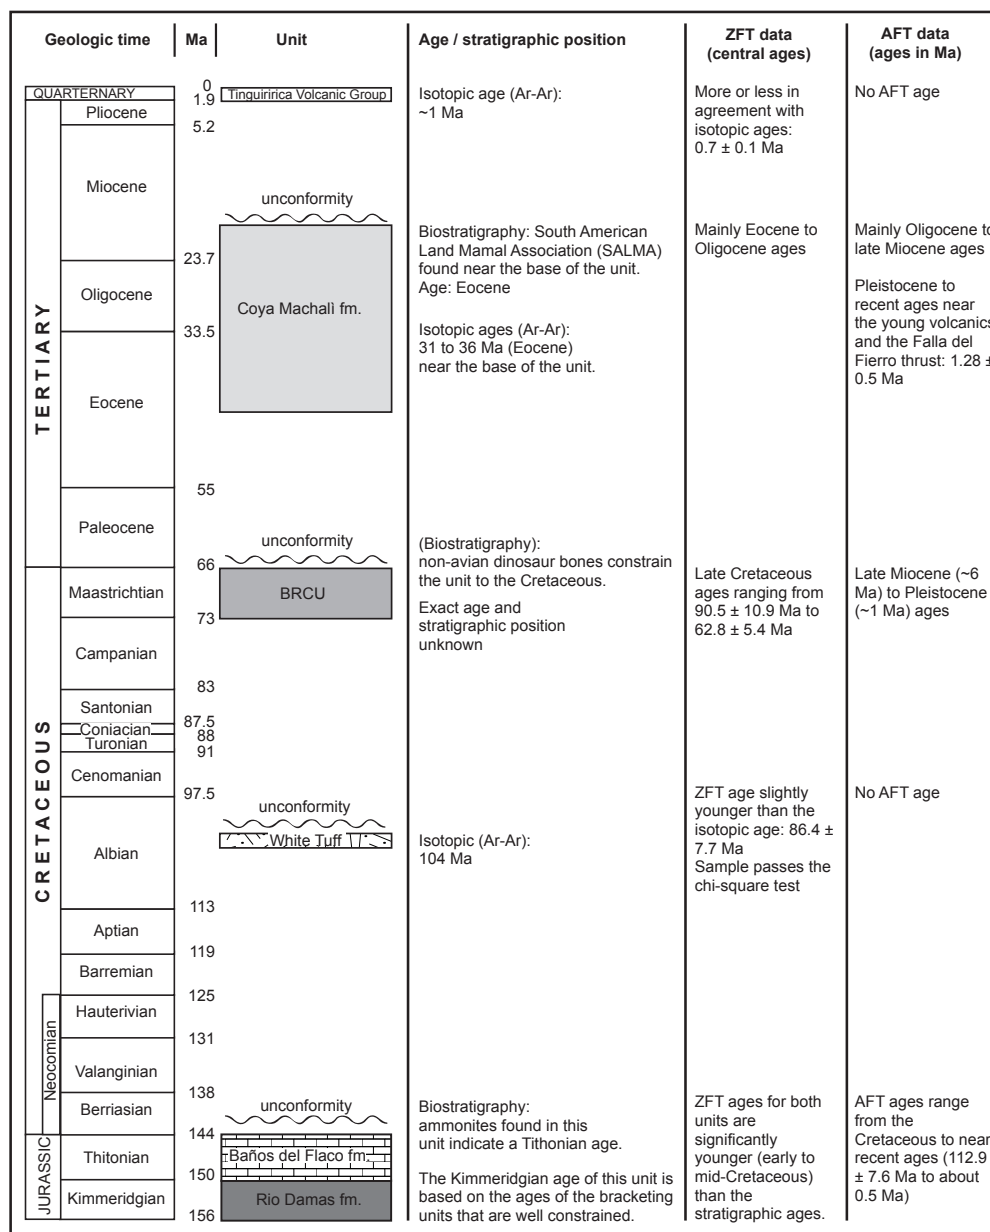 Geologic time
Ma
Unit
Age / stratigraphic position
ZFT data
(central ages)
AFT data
(ages in Ma)
QUARTERNARY
0
1.9
Tinguiririca Volcanic Group
Isotopic age (Ar-Ar):
~1 Ma
More or less in
agreement with
isotopic ages:
0.7 ± 0.1 Ma
No AFT age
TERTIARY
Pliocene
5.2
Miocene
unconformity
23.7
Oligocene
Coya Machalì fm.
33.5
Eocene
Biostratigraphy: South American
Land Mamal Association (SALMA)
found near the base of the unit.
Age: Eocene
Isotopic ages (Ar-Ar):
31 to 36 Ma (Eocene)
near the base of the unit.
Mainly Eocene to
Oligocene ages
Mainly Oligocene to
late Miocene ages
Pleistocene to
recent ages near
the young volcanics
and the Falla del
Fierro thrust: 1.28 ±
0.5 Ma
55
Paleocene
unconformity
66
CRETACEOUS
Maastrichtian
BRCU
73
(Biostratigraphy):
non-avian dinosaur bones constrain
the unit to the Cretaceous.
Exact age and
stratigraphic position
unknown
Late Cretaceous
ages ranging from
90.5 ± 10.9 Ma to
62.8 ± 5.4 Ma
Late Miocene (~6
Ma) to Pleistocene
(~1 Ma) ages
Campanian
83
Santonian
87.5
Coniacian
88
Turonian
91
Cenomanian
97.5
unconformity
Albian
White Tuff
Isotopic (Ar-Ar):
104 Ma
ZFT age slightly
younger than the
isotopic age: 86.4 ±
7.7 Ma
Sample passes the
chi-square test
No AFT age
113
Aptian
119
Barremian
125
Neocomian
Hauterivian
131
Valanginian
138
Berriasian
unconformity
144
JURASSIC
Thitonian
Baños del Flaco fm.
150
Kimmeridgian
Rio Damas fm.
156
Biostratigraphy:
ammonites found in this
unit indicate a Tithonian age.
The Kimmeridgian age of this unit is
based on the ages of the bracketing
units that are well constrained.
ZFT ages for both
units are
significantly
younger (early to
mid-Cretaceous)
than the
stratigraphic ages.
AFT ages range
from the
Cretaceous to near
recent ages (112.9
± 7.6 Ma to about
0.5 Ma)